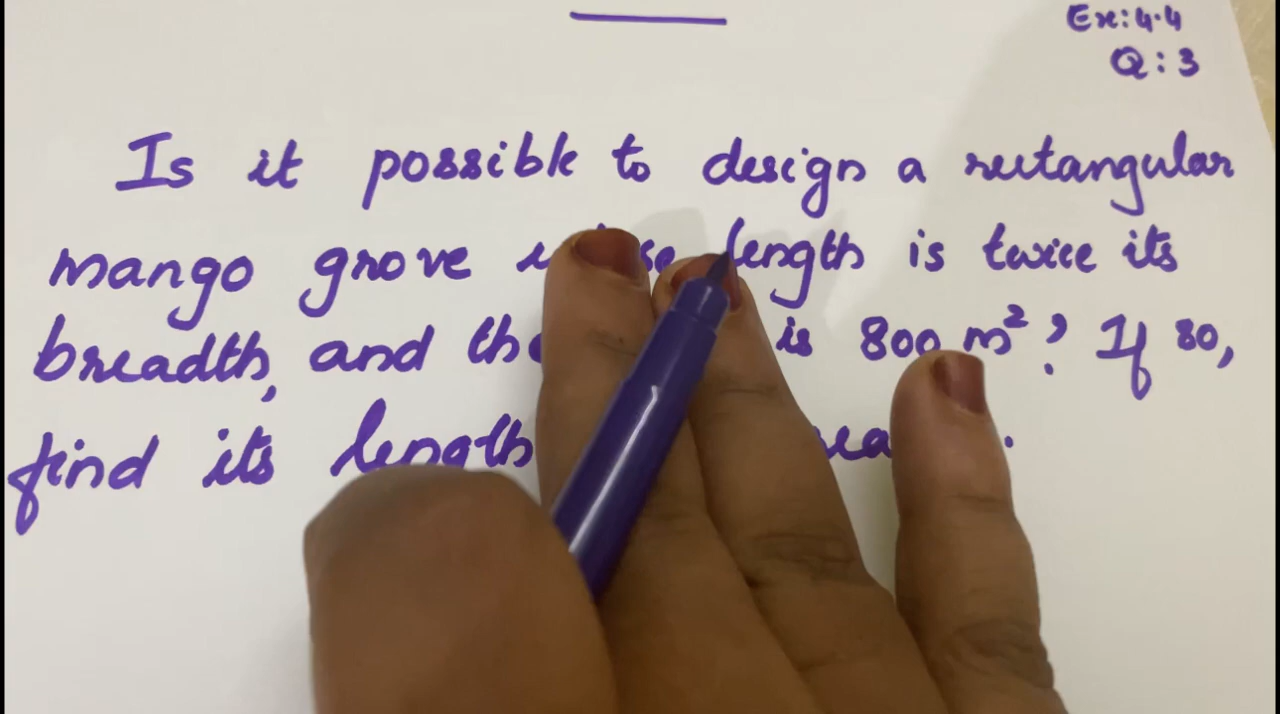 Ex: 4.4
Q: 3
Is it possible to design a rectangular
mango grove length is twice its
breadth, and is 800 m²? If so,
find its length